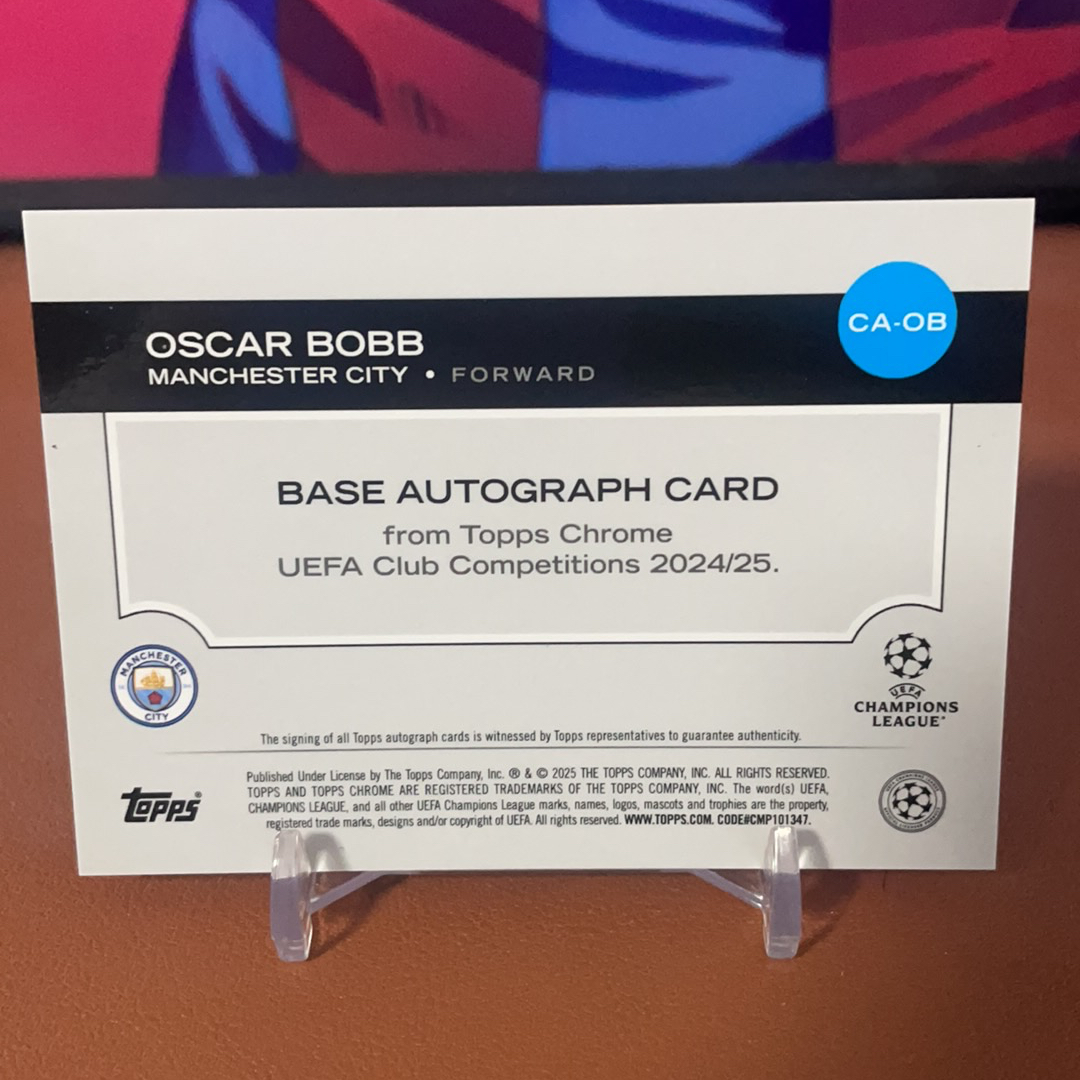 CA-OB
OSCAR BOBB
MANCHESTER CITY • FORWARD
BASE AUTOGRAPH CARD
from Topps Chrome
UEFA Club Competitions 2024/25.
MANCHESTER
CITY
UEFA
CHAMPIONS
LEAGUE
The signing of all Topps autograph cards is witnessed by Topps representatives to guarantee authenticity.
topps®
Published Under License by The Topps Company, Inc. ® & © 2025 THE TOPPS COMPANY, INC. ALL RIGHTS RESERVED.
TOPPS AND TOPPS CHROME ARE REGISTERED TRADEMARKS OF THE TOPPS COMPANY, INC. The word(s) UEFA,
CHAMPIONS LEAGUE, and all other UEFA Champions League marks, names, logos, mascots and trophies are the property,
registered trade marks, designs and/or copyright of UEFA. All rights reserved. WWW.TOPPS.COM. CODE#CMP101347.